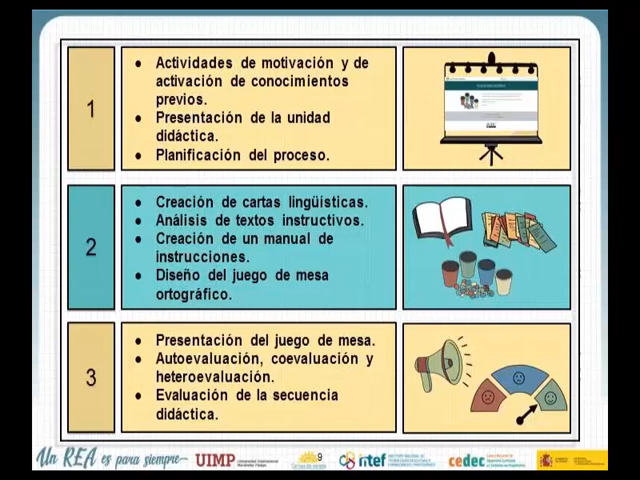 1
● Actividades de motivación y de
activación de conocimientos
previos.
● Presentación de la unidad
didáctica.
● Planificación del proceso.
2
● Creación de cartas lingüísticas.
● Análisis de textos instructivos.
● Creación de un manual de
instrucciones.
● Diseño del juego de mesa
ortográfico.
3
● Presentación del juego de mesa.
● Autoevaluación, coevaluación y
heteroevaluación.
● Evaluación de la secuencia
didáctica.
Un REA es para siempre
UIMP
9
intef
cedec